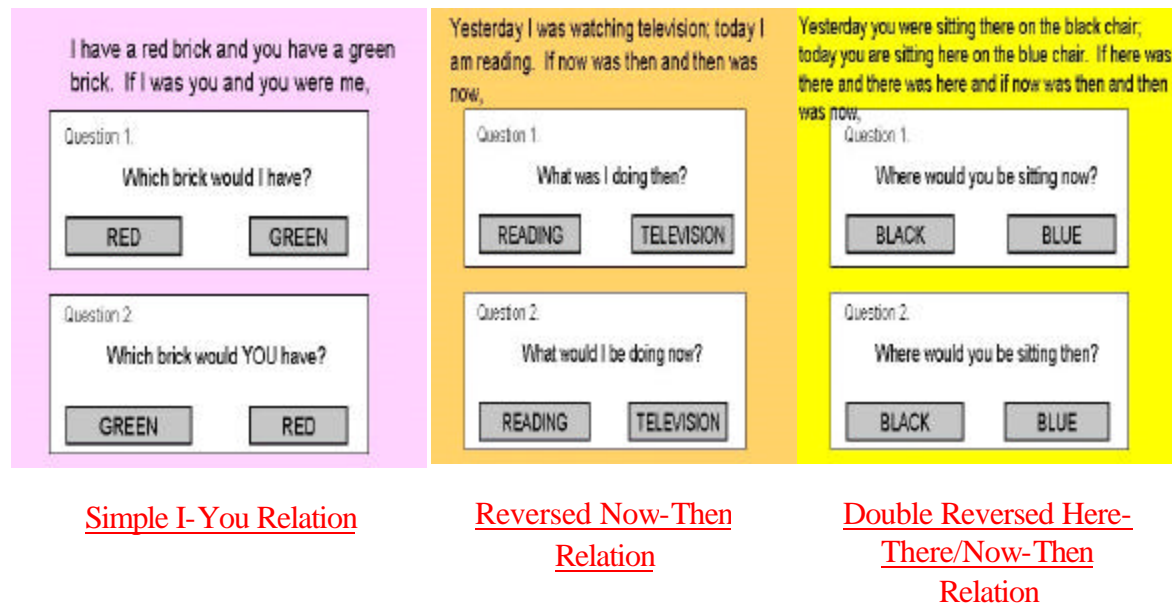 I have a red brick and you have a green
brick. If I was you and you were me,
Question 1.
Which brick would I have?
RED GREEN
Question 2.
Which brick would YOU have?
GREEN RED
Simple I-You Relation
Yesterday I was watching television; today I
am reading. If now was then and then was
now,
Question 1.
What was I doing then?
READING TELEVISION
Question 2.
What would I be doing now?
READING TELEVISION
Reversed Now-Then
Relation
Yesterday you were sitting there on the black chair;
today you are sitting here on the blue chair. If here was
there and there was here and if now was then and then
was now,
Question 1.
Where would you be sitting now?
BLACK BLUE
Question 2.
Where would you be sitting then?
BLACK BLUE
Double Reversed Here-
There/Now-Then
Relation